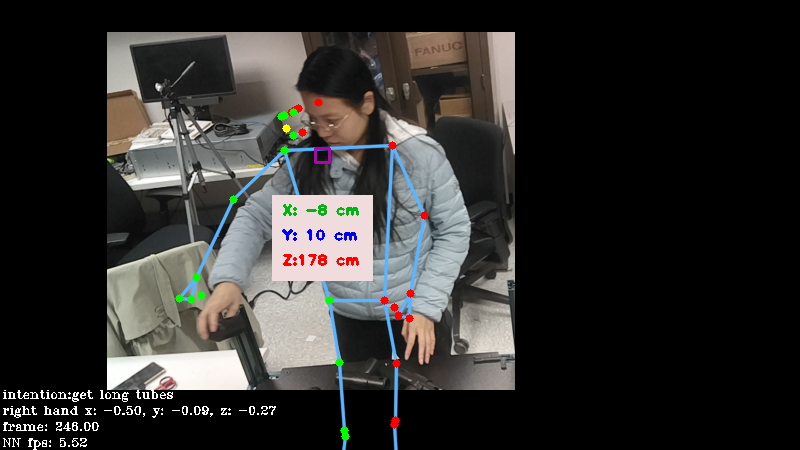 FANUC
X: -8 cm
Y: 10 cm
Z:178 cm
intention:get long tubes
right hand x: -0.50, y: -0.09, z: -0.27
frame: 246.00
NN fps: 5.52